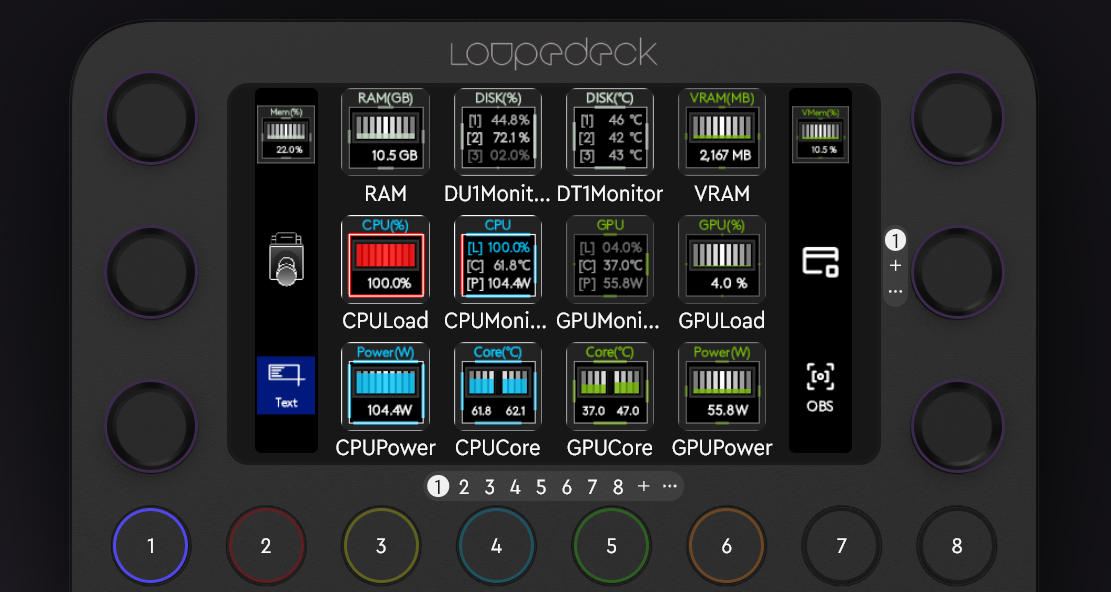 Loupedeck
Mem(%)
22.0%
RAM(GB)
10.5 GB
RAM
DISK(%)
[1] 44.8%
[2] 72.1 %
[3] 02.0%
DU1Monit...
DISK(℃)
[1] 46 ℃
[2] 42 ℃
[3] 43 ℃
DT1Monitor
VRAM(MB)
2,167 MB
VRAM
VMem(%)
10.5 %
CPU(%)
100.0%
CPULoad
CPU
[L] 100.0%
[C] 61.8℃
[P] 104.4W
CPUMoni...
GPU
[L] 04.0%
[C] 37.0℃
[P] 55.8W
GPUMoni...
GPU(%)
4.0 %
GPULoad
1
+
...
Text
Power(W)
104.4W
CPUPower
Core(℃)
61.8 62.1
CPUCore
Core(℃)
37.0 47.0
GPUCore
Power(W)
55.8W
GPUPower
OBS
1 2 3 4 5 6 7 8 + ...
1 2 3 4 5 6 7 8